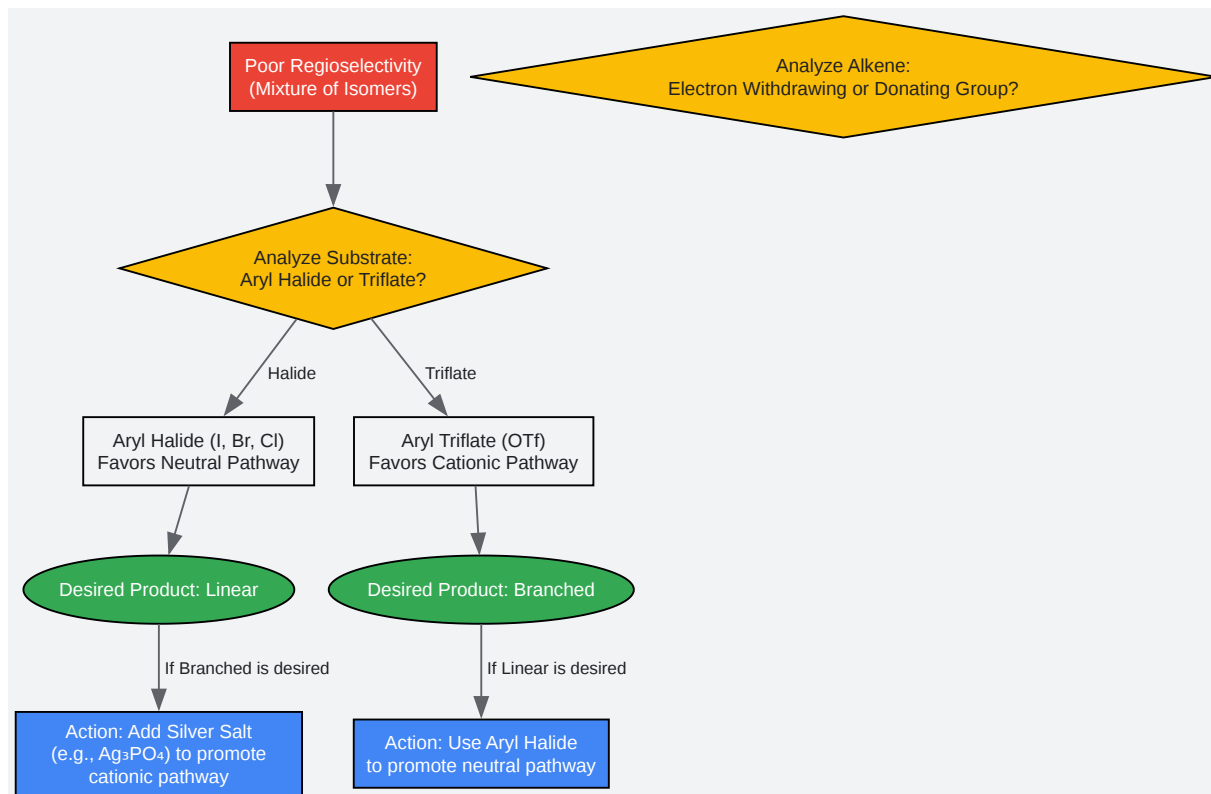 Poor Regioselectivity
(Mixture of Isomers)
Analyze Alkene:
Electron Withdrawing or Donating Group?
Analyze Substrate:
Aryl Halide or Triflate?
Halide
Triflate
Aryl Halide (I, Br, Cl)
Favors Neutral Pathway
Aryl Triflate (OTf)
Favors Cationic Pathway
Desired Product: Linear
Desired Product: Branched
If Branched is desired
If Linear is desired
Action: Add Silver Salt
(e.g., Ag₃PO₄) to promote
cationic pathway
Action: Use Aryl Halide
to promote neutral pathway